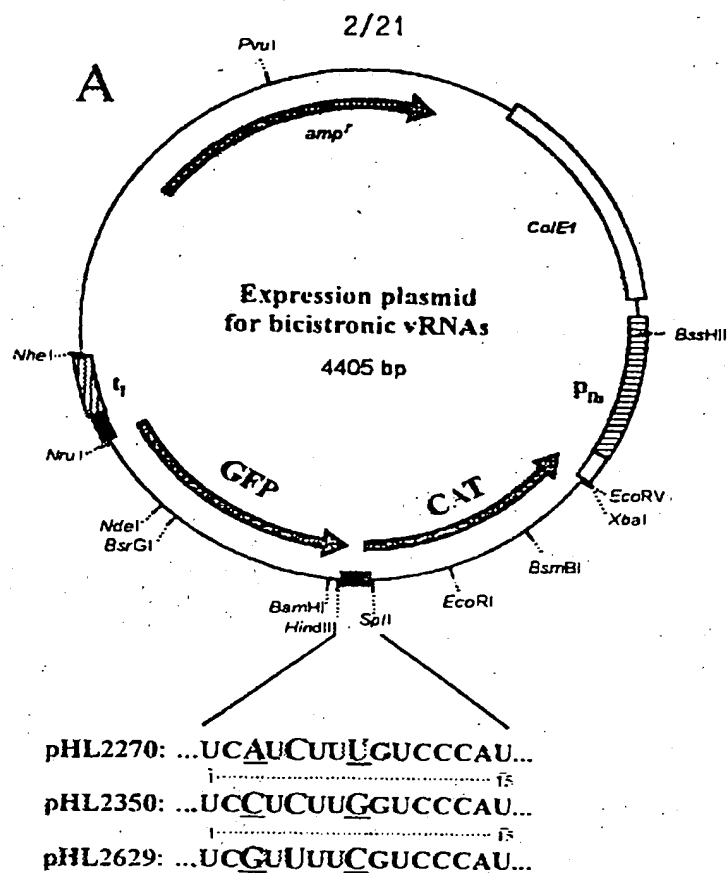 2/21
A
PvuI
amp^r
ColE1
Expression plasmid
for bicistronic vRNAs
4405 bp
BssHII
NheI
t₁
NruI
GFP
CAT
EcoRV
XbaI
NdeI
BsrGI
BsmBI
BamHI
HindIII
SplI
EcoRI
pHL2270: ...UCAUCUUUGUCCCAU...
1 15
pHL2350: ...UCCUCUUGGUCCCAU...
1 15
pHL2629: ...UCGUUUUCGUCCCAU...